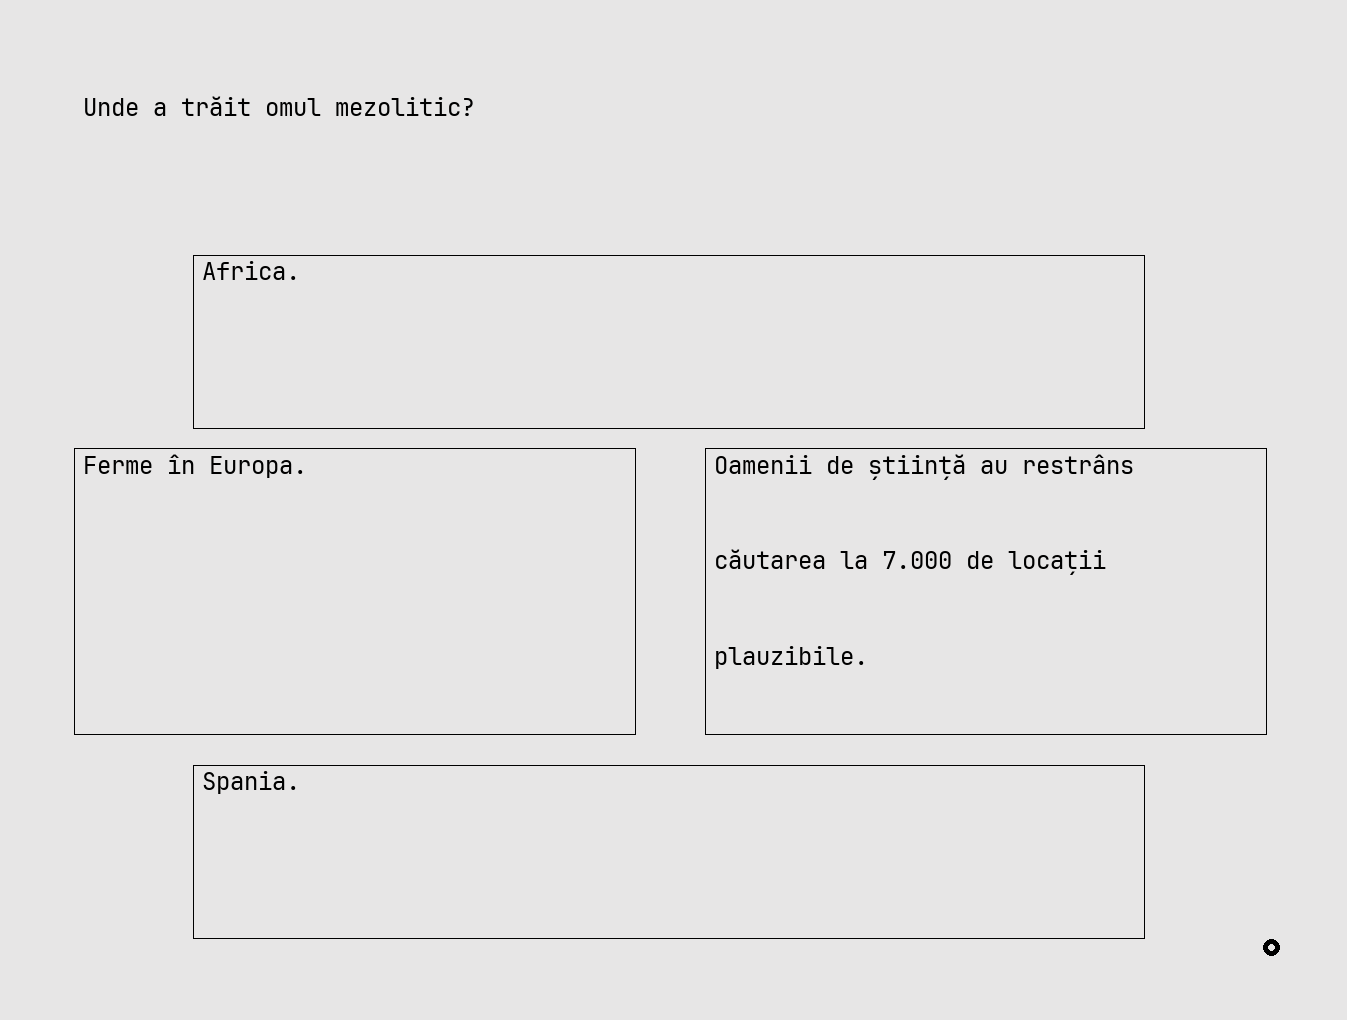 Unde a trăit omul mezolitic?
Africa.
Ferme în Europa.
Oamenii de știință au restrâns
căutarea la 7.000 de locații
plauzibile.
Spania.